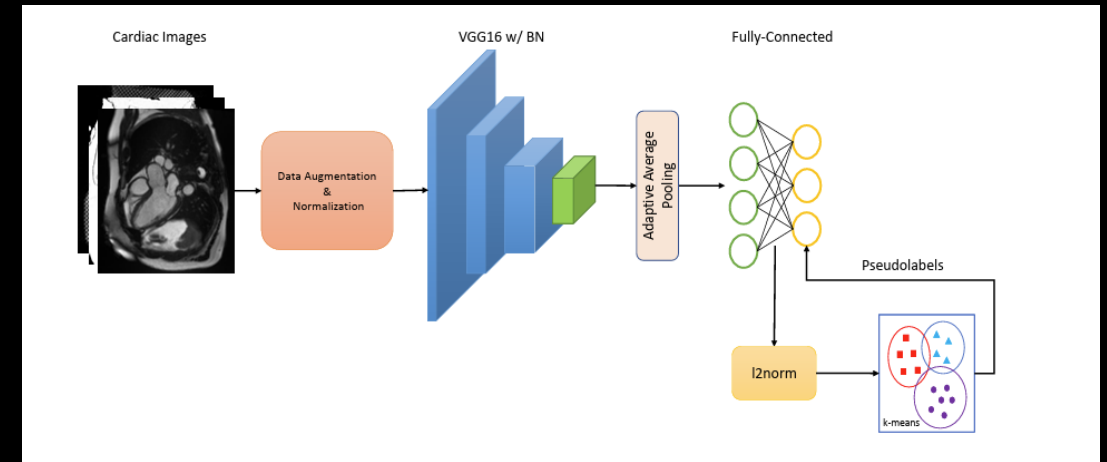 Cardiac Images
VGG16 w/ BN
Fully-Connected
Data Augmentation
&
Normalization
Adaptive Average
Pooling
Pseudolabels
l2norm
k-means